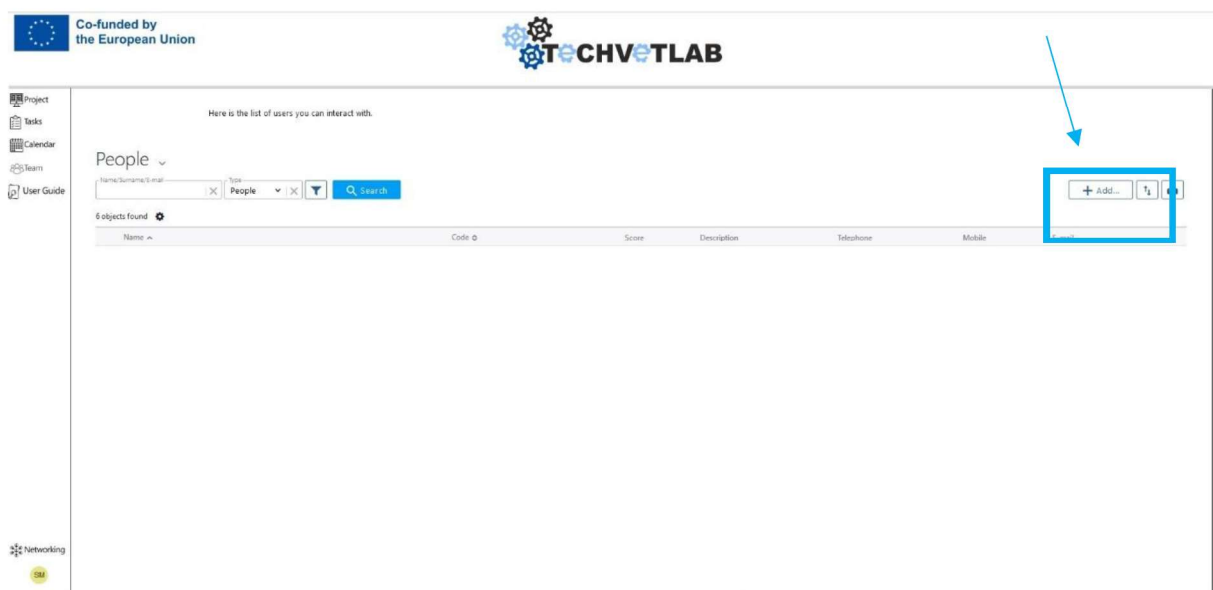 Co-funded by
the European Union
TECHVETLAB
Project
Tasks
Calendar
Team
User Guide
Here is the list of users you can interact with.
People
Name/Surname/E-mail
Type
People
Search
+ Add...
6 objects found
Name
Code
Score
Description
Telephone
Mobile
Networking
SM